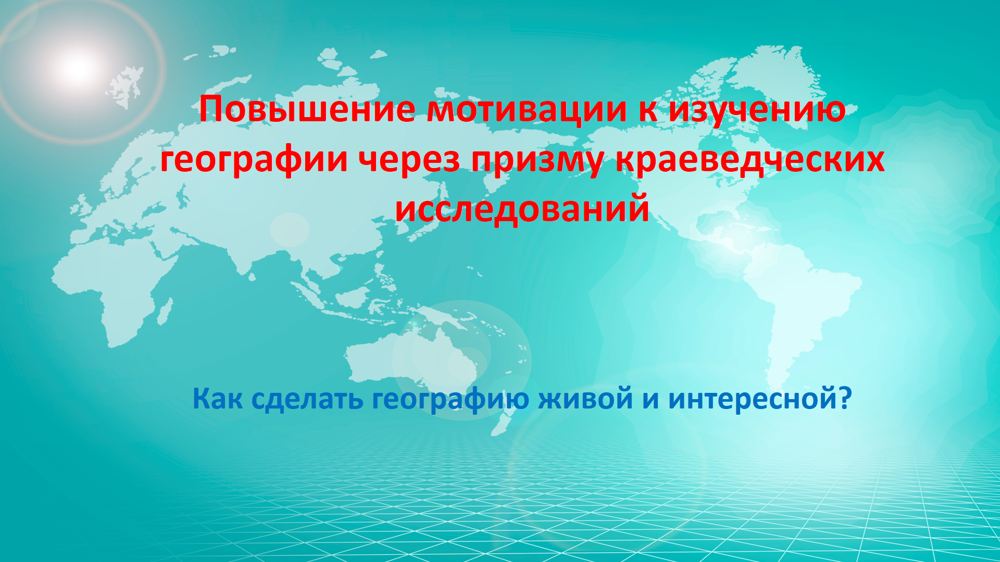 Повышение мотивации к изучению
географии через призму краеведческих
исследований
Как сделать географию живой и интересной?